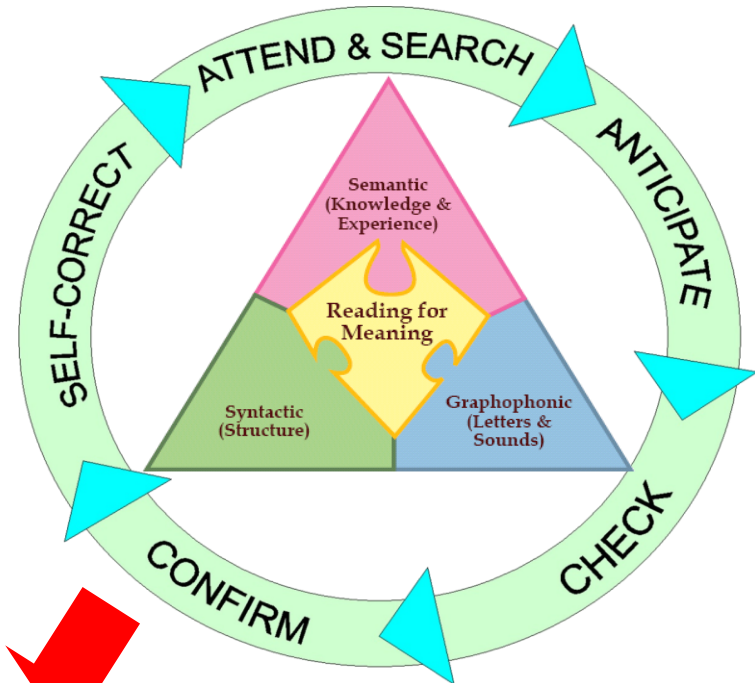 ATTEND & SEARCH
ANTICIPATE
CHECK
CONFIRM
SELF-CORRECT
Semantic
(Knowledge &
Experience)
Reading for
Meaning
Syntactic
(Structure)
Graphophonic
(Letters &
Sounds)